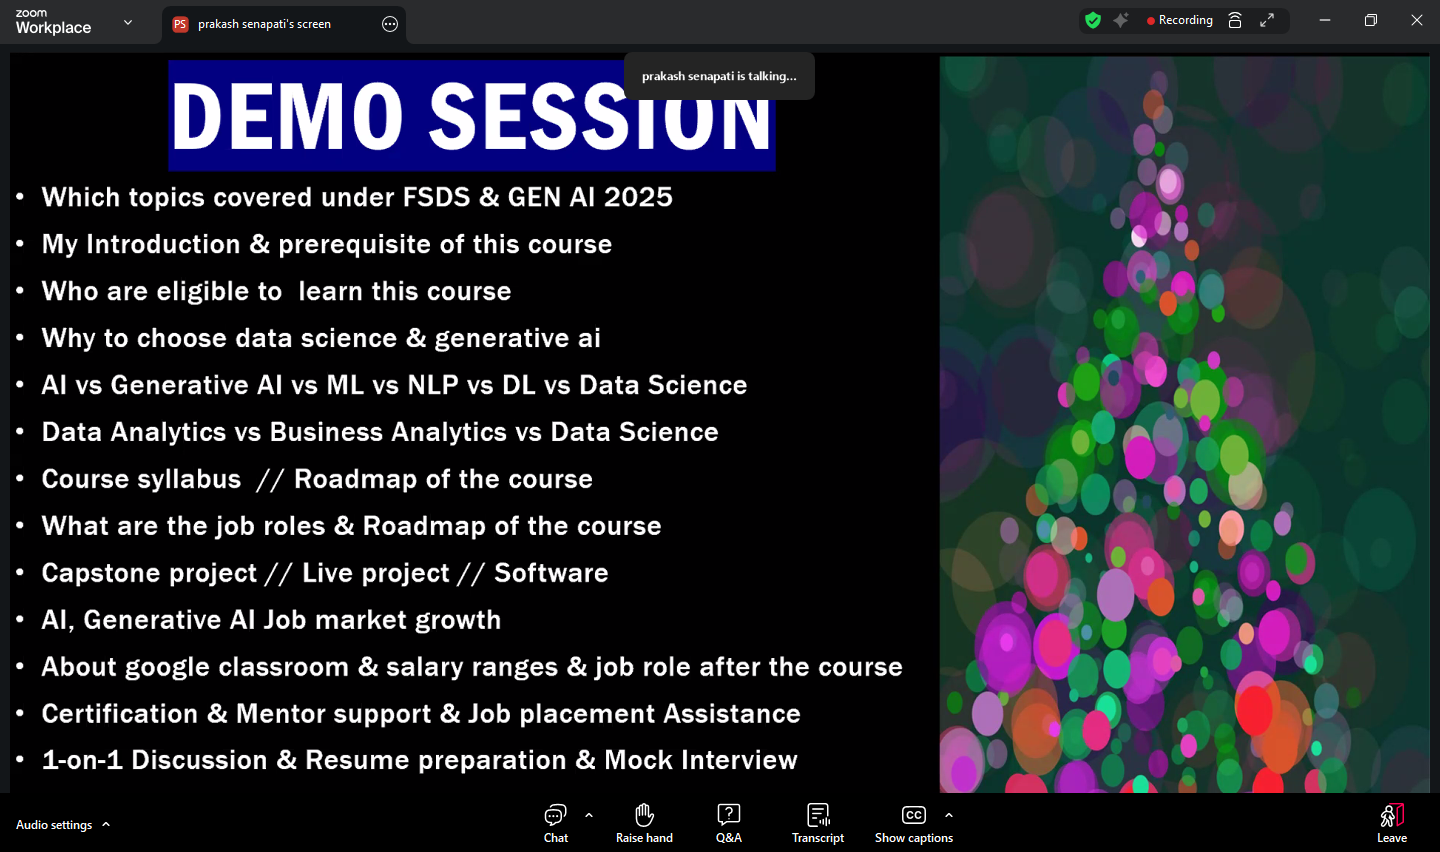 zoom
Workplace
PS prakash senapati's screen
Recording
prakash senapati is talking...
DEMO SESSION
• Which topics covered under FSDS & GEN AI 2025
• My Introduction & prerequisite of this course
• Who are eligible to learn this course
• Why to choose data science & generative ai
• AI vs Generative AI vs ML vs NLP vs DL vs Data Science
• Data Analytics vs Business Analytics vs Data Science
• Course syllabus // Roadmap of the course
• What are the job roles & Roadmap of the course
• Capstone project // Live project // Software
• AI, Generative AI Job market growth
• About google classroom & salary ranges & job role after the course
• Certification & Mentor support & Job placement Assistance
• 1-on-1 Discussion & Resume preparation & Mock Interview
Audio settings
Chat
Raise hand
Q&A
Transcript
CC
Show captions
Leave